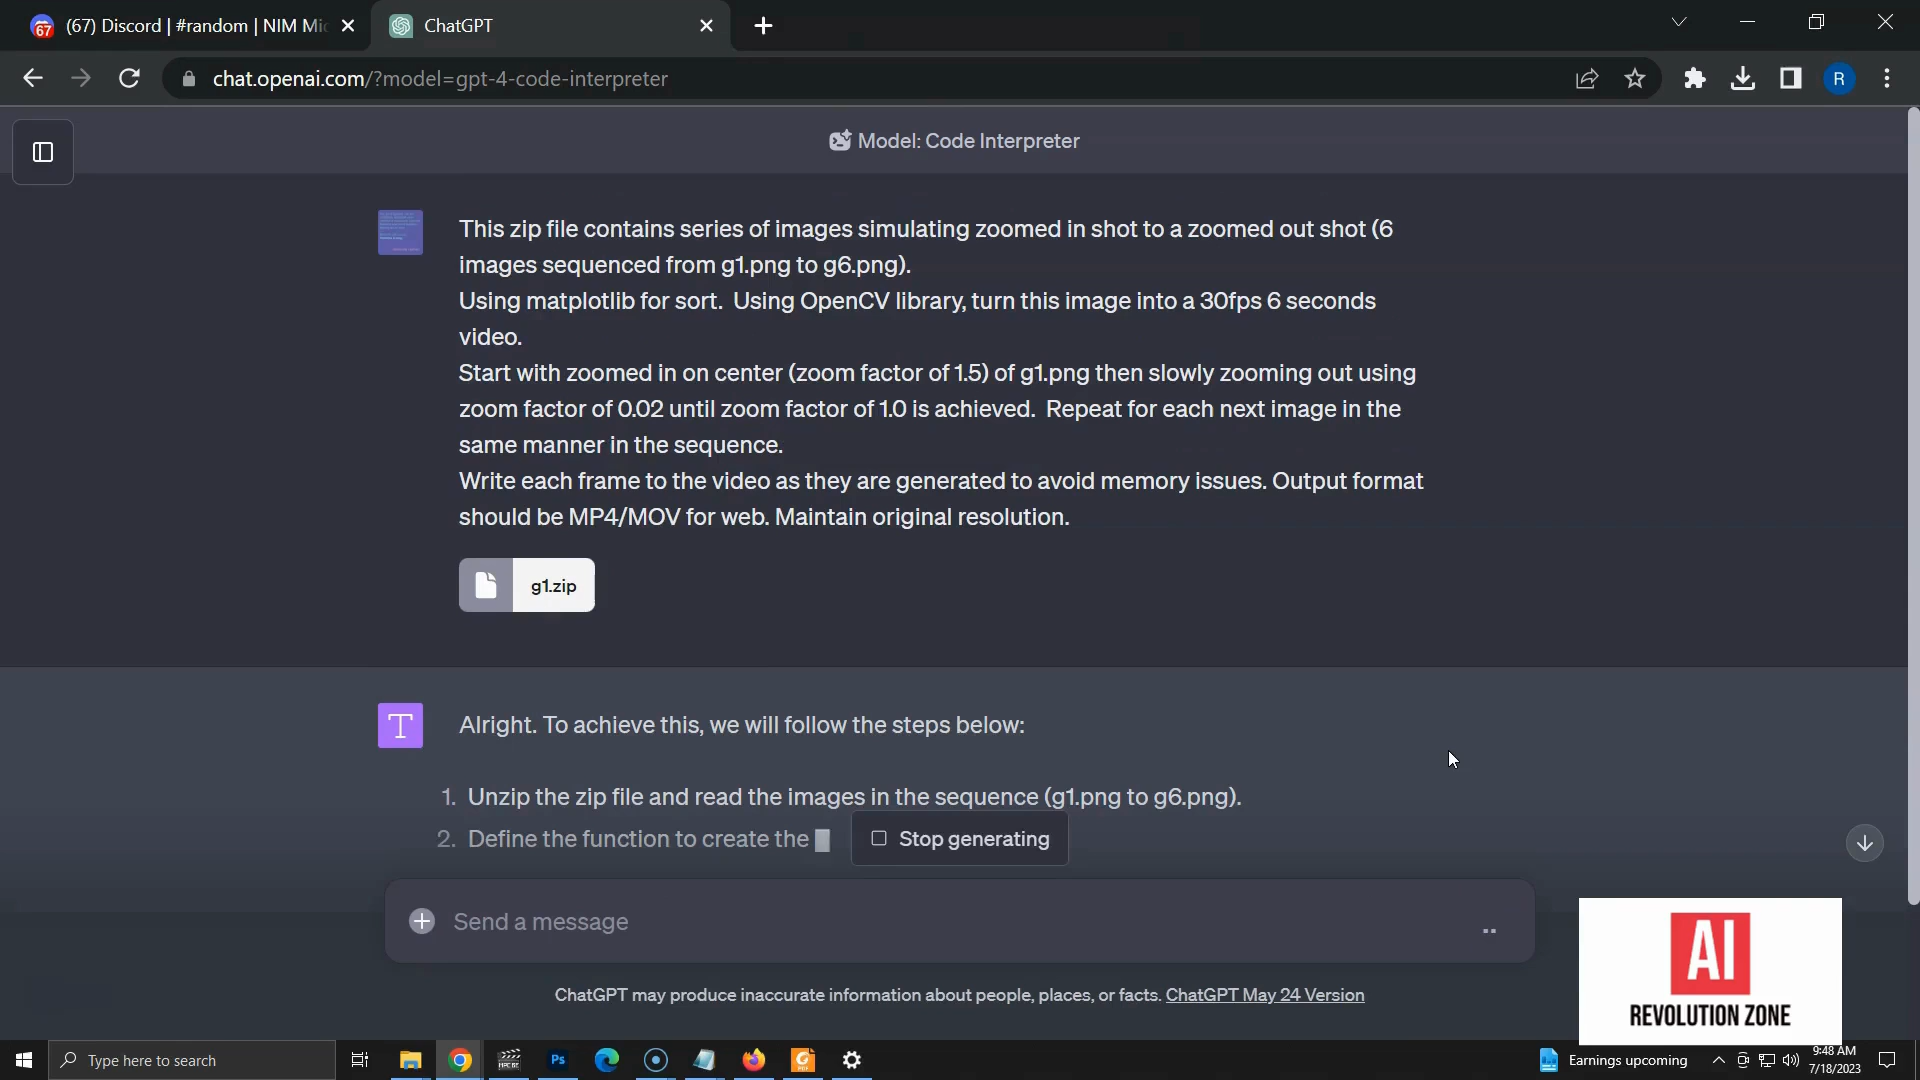 67
(67) Discord | #random | NIM Mi
ChatGPT
chat.openai.com/?model=gpt-4-code-interpreter
R
Model: Code Interpreter
This zip file contains series of images simulating zoomed in shot to a zoomed out shot (6
images sequenced from g1.png to g6.png).
Using matplotlib for sort.  Using OpenCV library, turn this image into a 30fps 6 seconds
video.
Start with zoomed in on center (zoom factor of 1.5) of g1.png then slowly zooming out using
zoom factor of 0.02 until zoom factor of 1.0 is achieved.  Repeat for each next image in the
same manner in the sequence.
Write each frame to the video as they are generated to avoid memory issues. Output format
should be MP4/MOV for web. Maintain original resolution.
g1.zip
T
Alright. To achieve this, we will follow the steps below:
1. Unzip the zip file and read the images in the sequence (g1.png to g6.png).
2. Define the function to create the
Stop generating
Send a message
ChatGPT may produce inaccurate information about people, places, or facts. ChatGPT May 24 Version
AI
REVOLUTION ZONE
Type here to search
Ps
Earnings upcoming
9:48 AM
7/18/2023